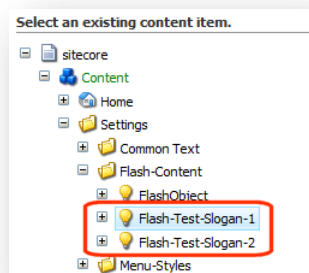 Select an existing content item.
sitecore
Content
Home
Settings
Common Text
Flash-Content
FlashObject
Flash-Test-Slogan-1
Flash-Test-Slogan-2
Menu-Styles